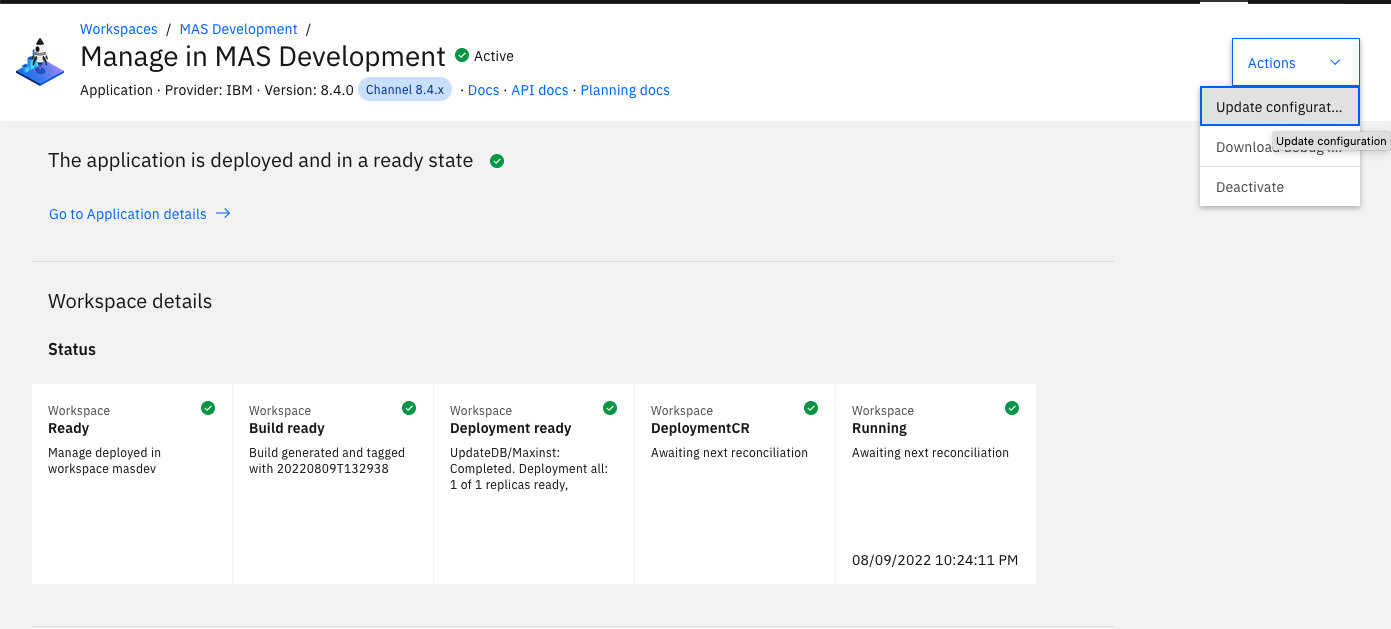 Workspaces / MAS Development /
Manage in MAS Development Active
Application · Provider: IBM · Version: 8.4.0 Channel 8.4.x · Docs · API docs · Planning docs
Actions
Update configurat...
Update configuration
Download
Deactivate
The application is deployed and in a ready state
Go to Application details
Workspace details
Status
Workspace
Ready
Manage deployed in
workspace masdev
Workspace
Build ready
Build generated and tagged
with 20220809T132938
Workspace
Deployment ready
UpdateDB/Maxinst:
Completed. Deployment all:
1 of 1 replicas ready,
Workspace
DeploymentCR
Awaiting next reconciliation
Workspace
Running
Awaiting next reconciliation
08/09/2022 10:24:11 PM